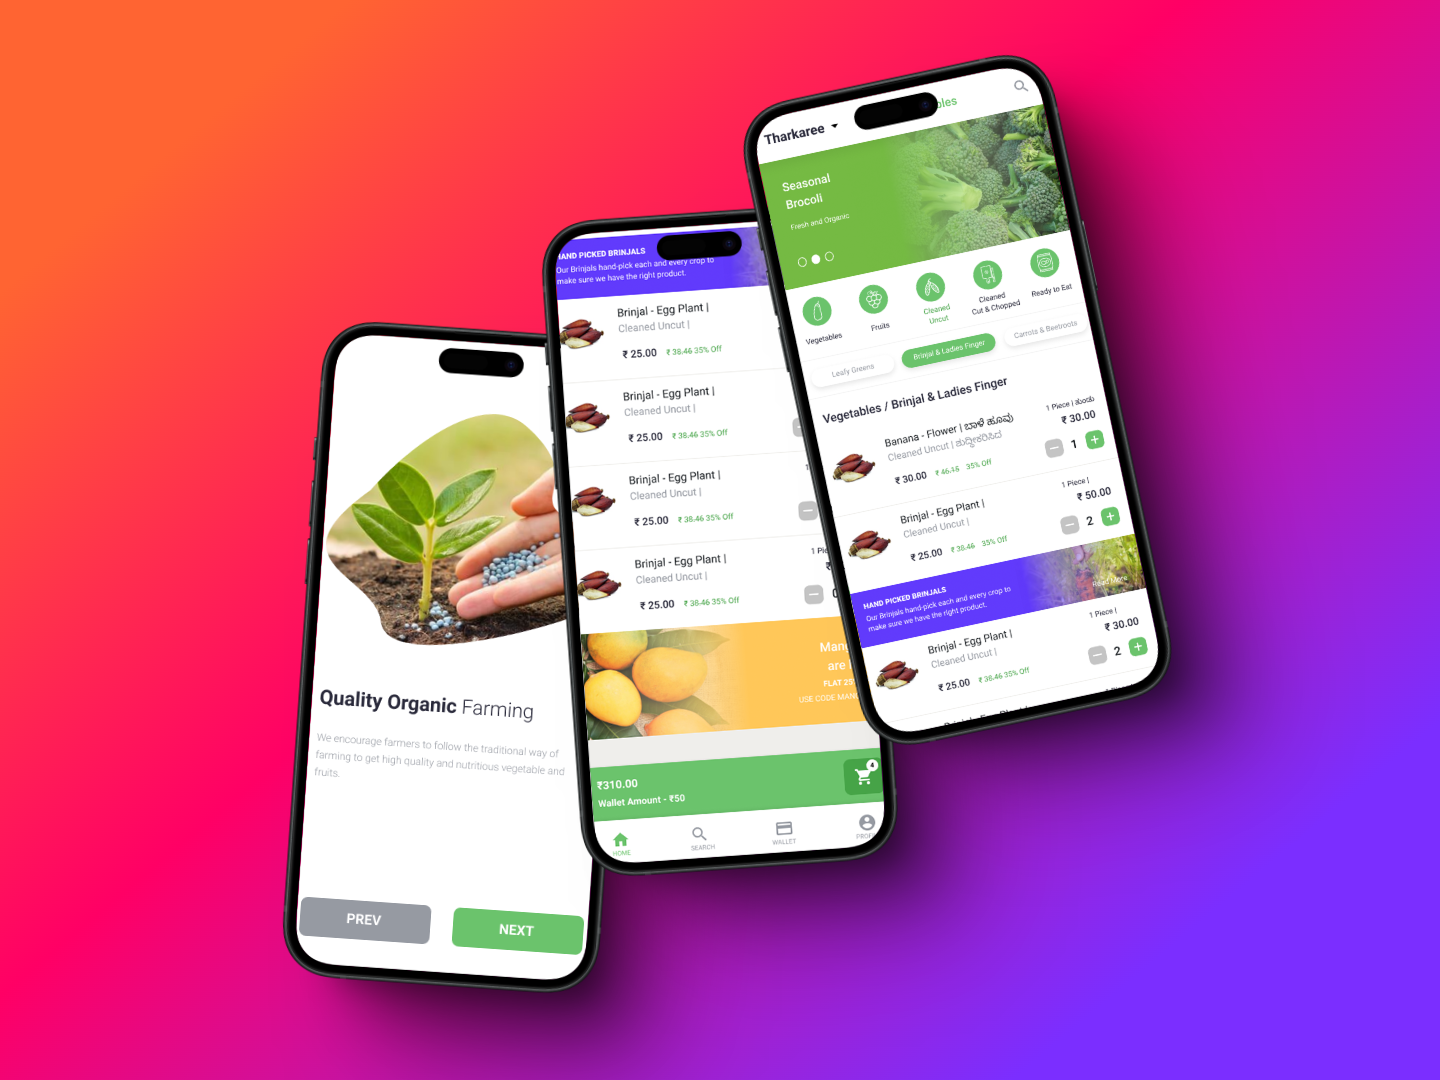 Quality Organic Farming
We encourage farmers to follow the traditional way of
farming to get high quality and nutritious vegetable and
fruits.
PREV
NEXT
HAND PICKED BRINJALS
Our Brinjals hand-pick each and every crop to
make sure we have the right product.
Brinjal - Egg Plant |
Cleaned Uncut |
₹ 25.00 ₹ 38.46 35% Off
Brinjal - Egg Plant |
Cleaned Uncut |
₹ 25.00 ₹ 38.46 35% Off
Brinjal - Egg Plant |
Cleaned Uncut |
₹ 25.00 ₹ 38.46 35% Off
Brinjal - Egg Plant |
Cleaned Uncut |
₹ 25.00 ₹ 38.46 35% Off
1 Pie
₹
Mang
are
FLAT 25
USE CODE MAN
₹310.00
Wallet Amount - ₹50
4
HOME
SEARCH
WALLET
PROF
Tharkaree
bles
Seasonal
Brocoli
Fresh and Organic
Vegetables
Fruits
Cleaned
Uncut
Cleaned
Cut & Chopped
Ready to Eat
Leafy Greens
Brinjal & Ladies Finger
Carrots & Beetroots
Vegetables / Brinjal & Ladies Finger
Banana - Flower | ಬಾಳೆ ಹೂವು
Cleaned Uncut | ಶುದ್ಧೀಕರಿಸಿದ
₹ 30.00 ₹ 46.15 35% Off
1 Piece | ತುಂಡು
₹ 30.00
1
Brinjal - Egg Plant |
Cleaned Uncut |
₹ 25.00 ₹ 38.46 35% Off
1 Piece |
₹ 50.00
2
HAND PICKED BRINJALS
Our Brinjals hand-pick each and every crop to
make sure we have the right product.
Read More
Brinjal - Egg Plant |
Cleaned Uncut |
₹ 25.00 ₹ 38.46 35% Off
1 Piece |
₹ 30.00
2